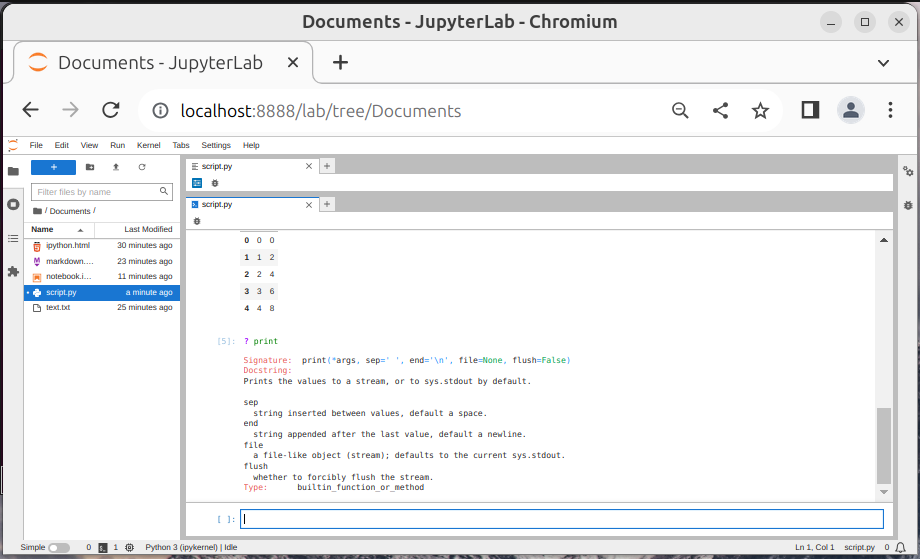 Documents - JupyterLab - Chromium
Documents - JupyterLab
localhost:8888/lab/tree/Documents
File Edit View Run Kernel Tabs Settings Help
script.py
Filter files by name
/ Documents /
script.py
Name Last Modified
ipython.html 30 minutes ago
markdown.... 23 minutes ago
notebook.i... 11 minutes ago
script.py a minute ago
text.txt 25 minutes ago
0 0 0
1 1 2
2 2 4
3 3 6
4 4 8
[5]: ? print
Signature: print(*args, sep=' ', end='\n', file=None, flush=False)
Docstring:
Prints the values to a stream, or to sys.stdout by default.
sep
string inserted between values, default a space.
end
string appended after the last value, default a newline.
file
a file-like object (stream); defaults to the current sys.stdout.
flush
whether to forcibly flush the stream.
Type: builtin_function_or_method
[ ]:
Simple 0 1 Python 3 (ipykernel) | Idle Ln 1, Col 1 script.py 0